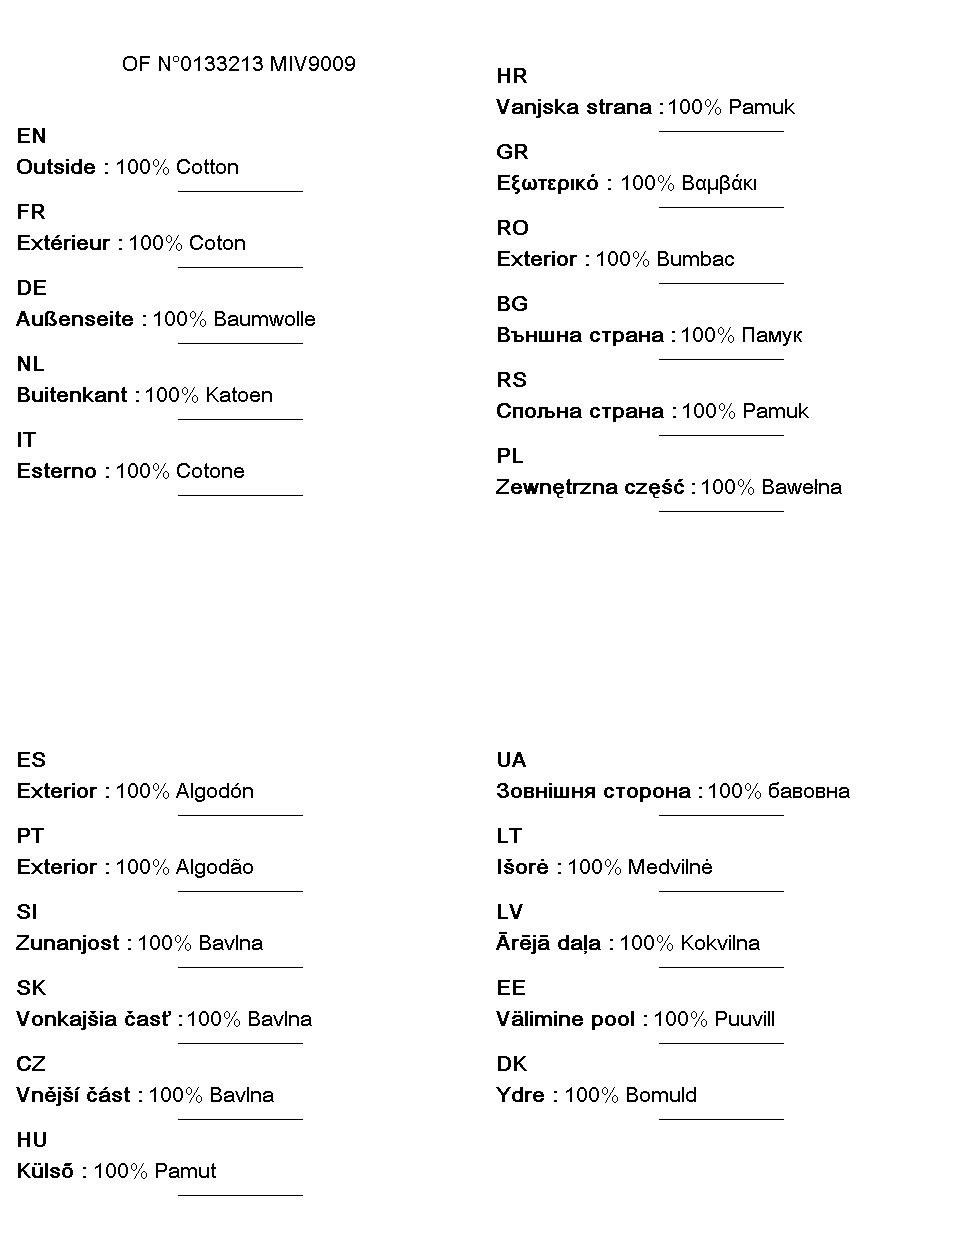 OF N°0133213 MIV9009
EN
Outside : 100% Cotton
FR
Extérieur : 100% Coton
DE
Außenseite : 100% Baumwolle
NL
Buitenkant : 100% Katoen
IT
Esterno : 100% Cotone
HR
Vanjska strana : 100% Pamuk
GR
Εξωτερικό : 100% Βαμβάκι
RO
Exterior : 100% Bumbac
BG
Външна страна : 100% Памук
RS
Спољна страна : 100% Pamuk
PL
Zewnętrzna część : 100% Bawełna
ES
Exterior : 100% Algodón
PT
Exterior : 100% Algodão
SI
Zunanjost : 100% Bavlna
SK
Vonkajšia časť : 100% Bavlna
CZ
Vnější část : 100% Bavlna
HU
Külsõ : 100% Pamut
UA
Зовнішня сторона : 100% бавовна
LT
Išorė : 100% Medvilnė
LV
Ārējā daļa : 100% Kokvilna
EE
Välimine pool : 100% Puuvill
DK
Ydre : 100% Bomuld